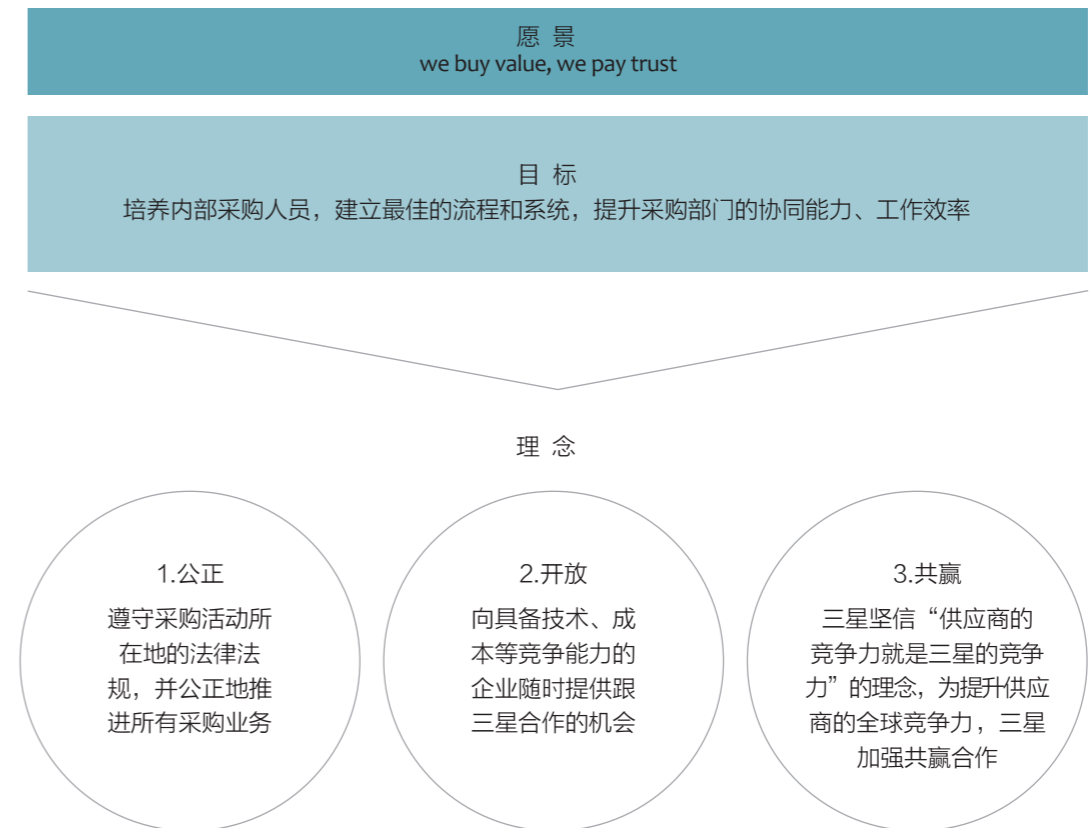 愿 景
we buy value, we pay trust
目 标
培养内部采购人员，建立最佳的流程和系统，提升采购部门的协同能力、工作效率
理 念
1.公正
遵守采购活动所
在地的法律法
规，并公正地推
进所有采购业务
2.开放
向具备技术、成
本等竞争能力的
企业随时提供跟
三星合作的机会
3.共赢
三星坚信“供应商的
竞争力就是三星的竞争
力”的理念，为提升供应
商的全球竞争力，三星
加强共赢合作